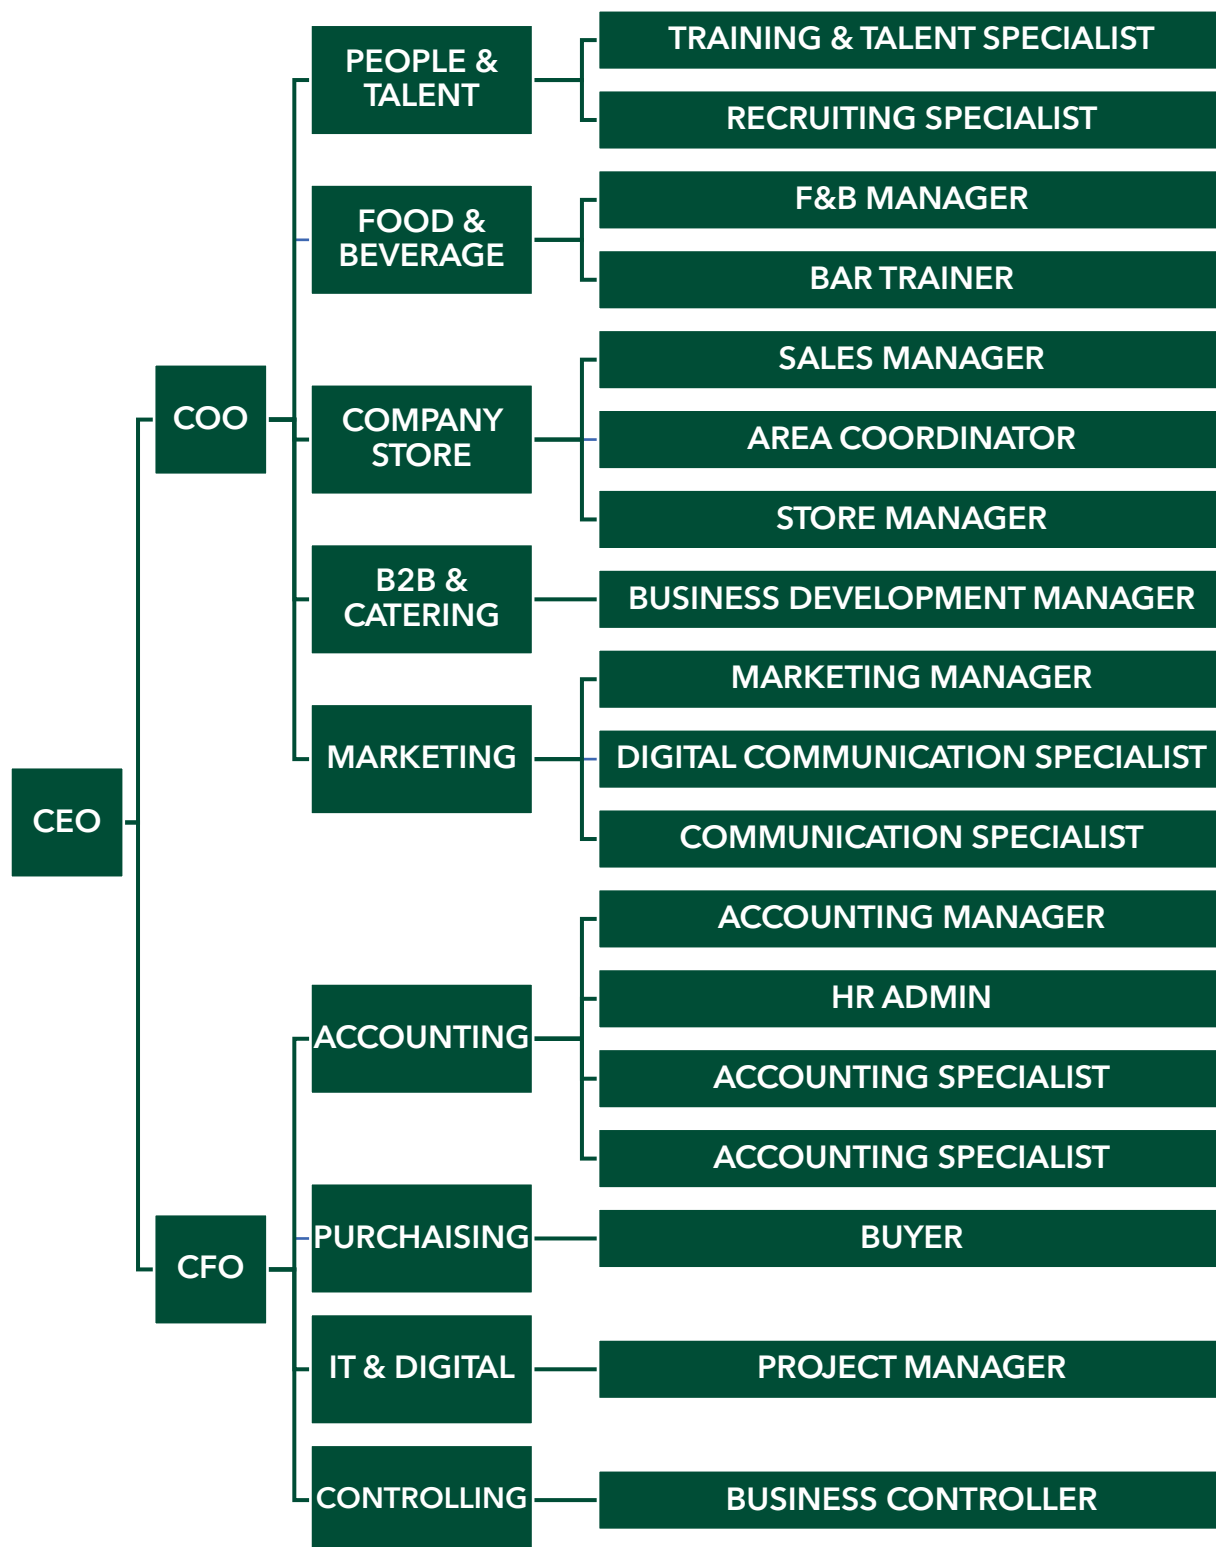 PEOPLE &
TALENT
TRAINING & TALENT SPECIALIST
RECRUITING SPECIALIST
FOOD &
BEVERAGE
F&B MANAGER
BAR TRAINER
COO
COMPANY
STORE
SALES MANAGER
AREA COORDINATOR
STORE MANAGER
B2B &
CATERING
BUSINESS DEVELOPMENT MANAGER
MARKETING
MARKETING MANAGER
DIGITAL COMMUNICATION SPECIALIST
COMMUNICATION SPECIALIST
CEO
ACCOUNTING
ACCOUNTING MANAGER
HR ADMIN
ACCOUNTING SPECIALIST
ACCOUNTING SPECIALIST
CFO
PURCHAISING
BUYER
IT & DIGITAL
PROJECT MANAGER
CONTROLLING
BUSINESS CONTROLLER